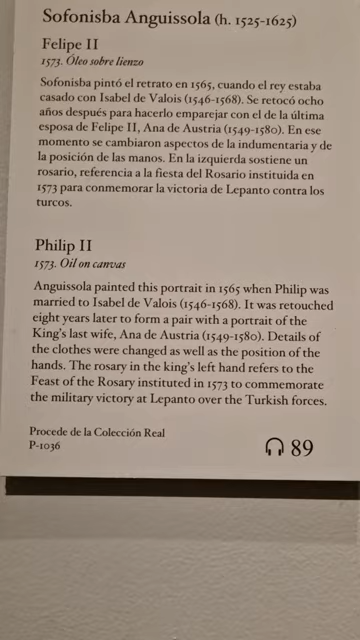 Sofonisba Anguissola (h. 1525-1625)
Felipe II
1573. Óleo sobre lienzo
Sofonisba pintó el retrato en 1565, cuando el rey estaba
casado con Isabel de Valois (1546-1568). Se retocó ocho
años después para hacerlo emparejar con el de la última
esposa de Felipe II, Ana de Austria (1549-1580). En ese
momento se cambiaron aspectos de la indumentaria y de
la posición de las manos. En la izquierda sostiene un
rosario, referencia a la fiesta del Rosario instituida en
1573 para conmemorar la victoria de Lepanto contra los
turcos.
Philip II
1573. Oil on canvas
Anguissola painted this portrait in 1565 when Philip was
married to Isabel de Valois (1546-1568). It was retouched
eight years later to form a pair with a portrait of the
King's last wife, Ana de Austria (1549-1580). Details of
the clothes were changed as well as the position of the
hands. The rosary in the king's left hand refers to the
Feast of the Rosary instituted in 1573 to commemorate
the military victory at Lepanto over the Turkish forces.
Procede de la Colección Real
P-1036
89